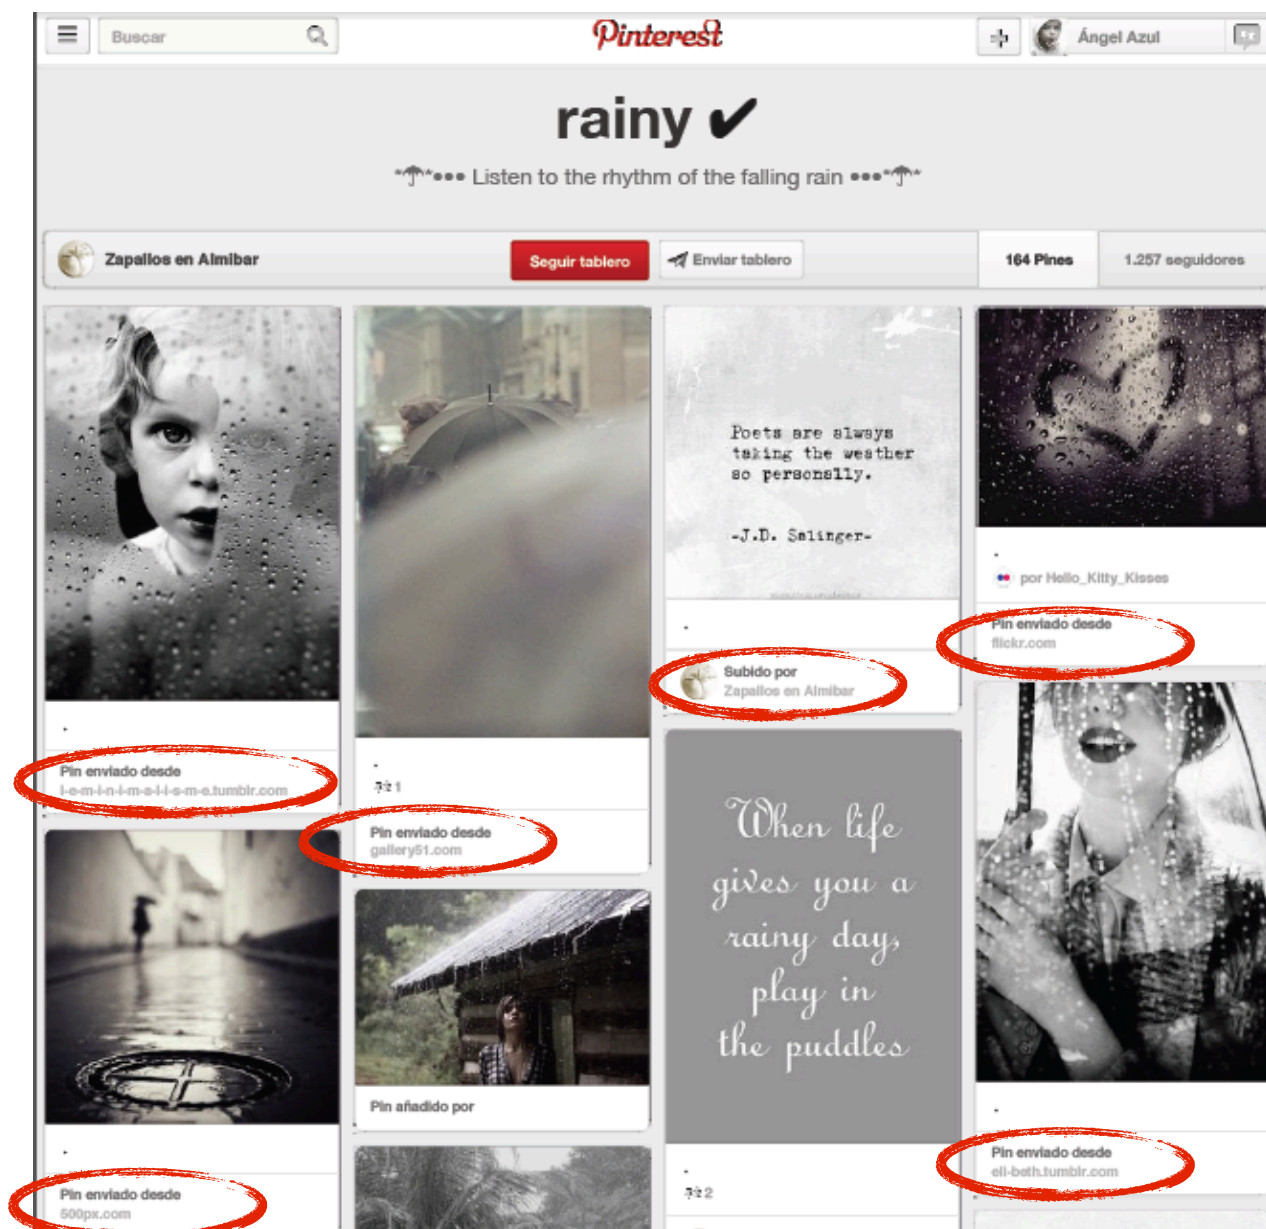 Buscar
Pinterest
Ángel Azul
rainy ✔
*☂*••• Listen to the rhythm of the falling rain •••*☂*
Zapallos en Almibar
Seguir tablero
Enviar tablero
164 Pines
1.257 seguidores
.
Pin enviado desde
l-e-m-i-n-i-m-a-l-i-s-m-e.tumblr.com
.
Pin enviado desde
500px.com
.
1
Pin enviado desde
gallery51.com
Pin añadido por
Poets are always
taking the weather
so personally.
-J.D. Salinger-
.
Subido por
Zapallos en Almibar
When life
gives you a
rainy day,
play in
the puddles
.
2
.
por Hello_Kitty_Kisses
Pin enviado desde
flickr.com
.
Pin enviado desde
eli-beth.tumblr.com